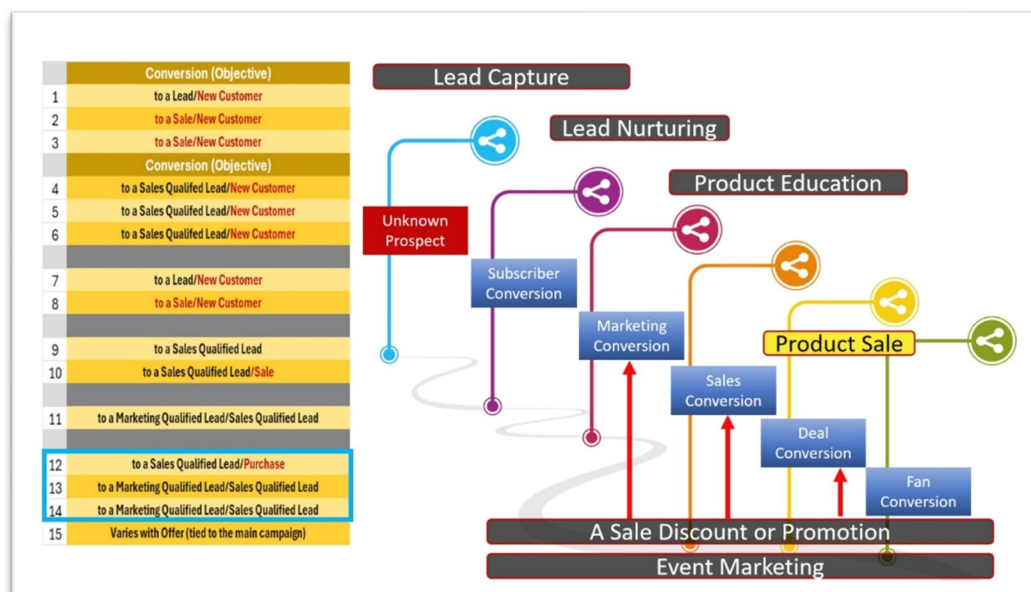 Conversion (Objective)
1 to a Lead/New Customer
2 to a Sale/New Customer
3 to a Sale/New Customer
Conversion (Objective)
4 to a Sales Qualifed Lead/New Customer
5 to a Sales Qualifed Lead/New Customer
6 to a Sales Qualifed Lead/New Customer
7 to a Lead/New Customer
8 to a Sale/New Customer
9 to a Sales Qualified Lead
10 to a Sales Qualified Lead/Sale
11 to a Marketing Qualified Lead/Sales Qualified Lead
12 to a Sales Qualified Lead/Purchase
13 to a Marketing Qualified Lead/Sales Qualified Lead
14 to a Marketing Qualified Lead/Sales Qualified Lead
15 Varies with Offer (tied to the main campaign)
Lead Capture
Lead Nurturing
Product Education
Unknown
Prospect
Subscriber
Conversion
Marketing
Conversion
Product Sale
Sales
Conversion
Deal
Conversion
Fan
Conversion
A Sale Discount or Promotion
Event Marketing